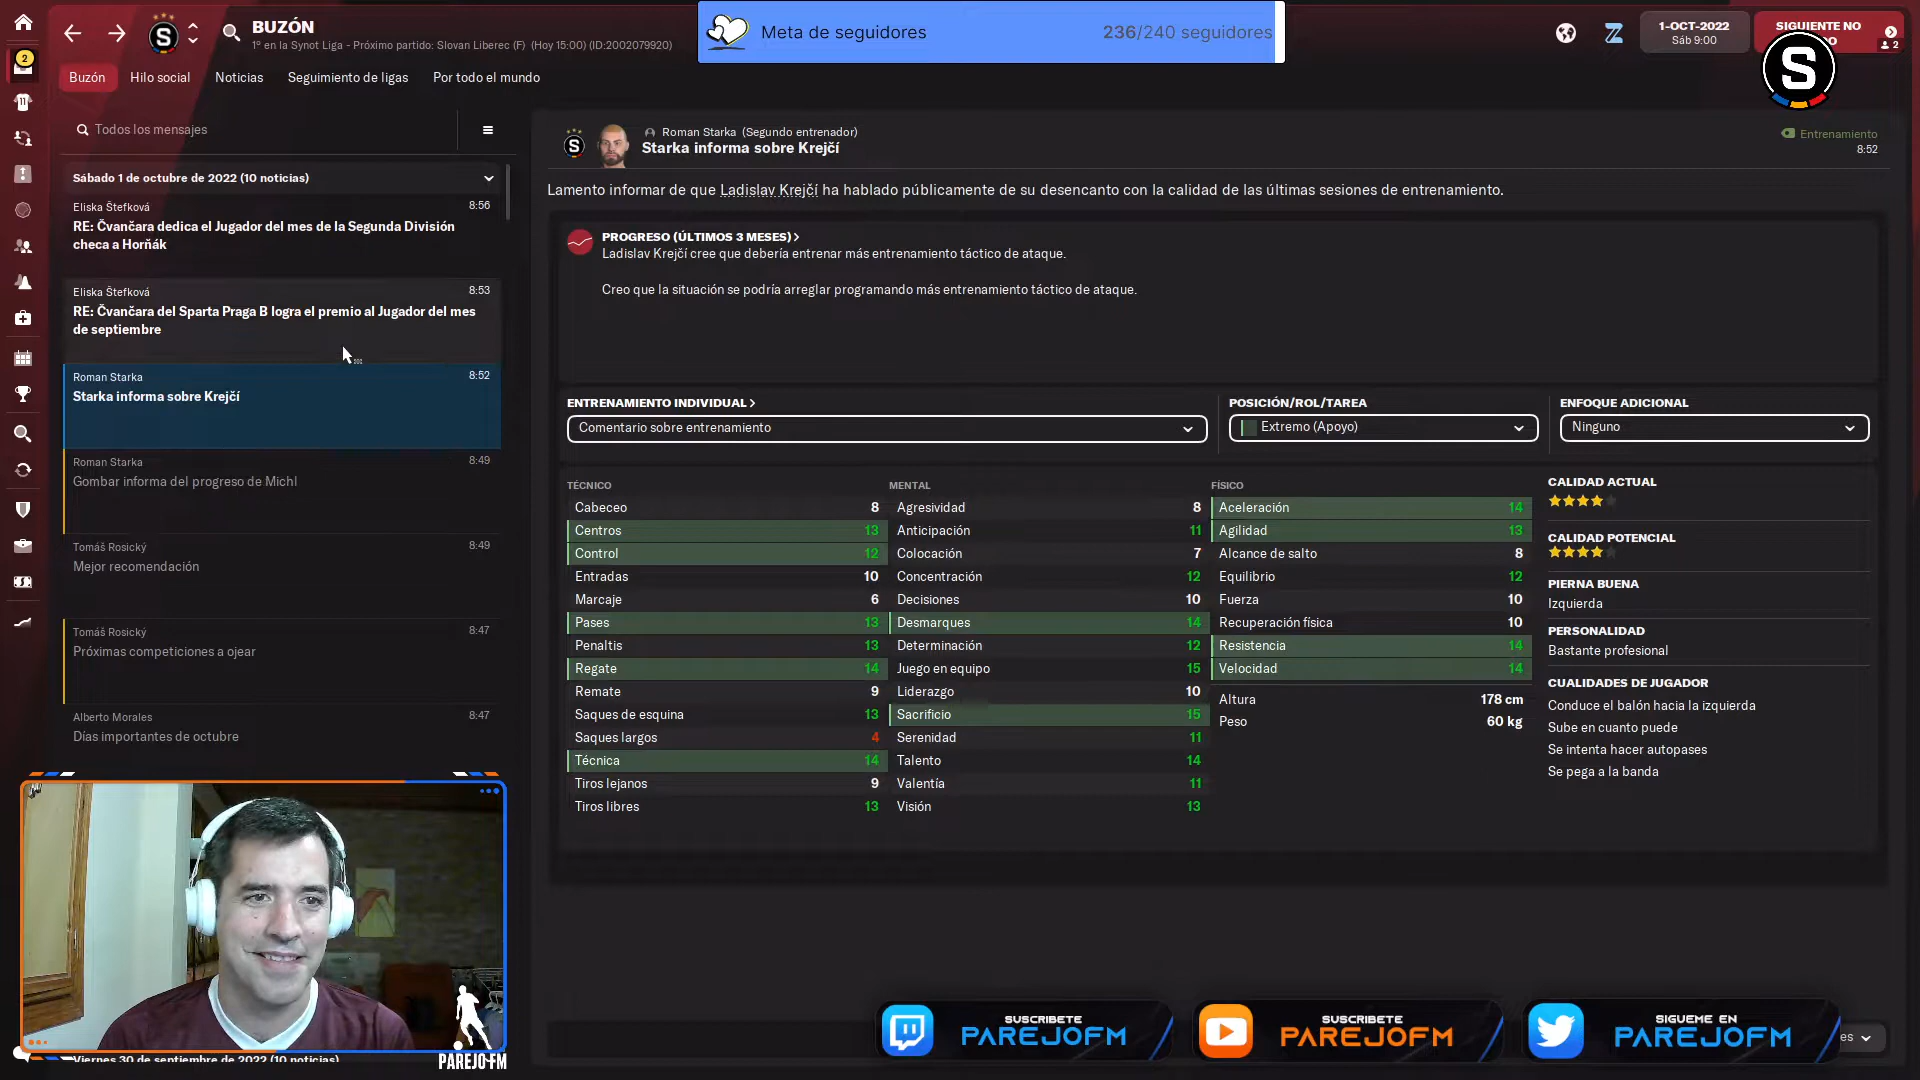 2
S
BUZÓN
1º en la Synot Liga - Próximo partido: Slovan Liberec (F) (Hoy 15:00) (ID:2002079920)
Meta de seguidores
236/240 seguidores
1-OCT-2022
Sáb 9:00
SIGUIENTE NO
2
S
Buzón
Hilo social
Noticias
Seguimiento de ligas
Por todo el mundo
Todos los mensajes
Sábado 1 de octubre de 2022 (10 noticias)
Eliska Štefková
8:56
RE: Čvančara dedica el Jugador del mes de la Segunda División
checa a Horňák
Eliska Štefková
8:53
RE: Čvančara del Sparta Praga B logra el premio al Jugador del mes
de septiembre
Roman Starka
8:52
Starka informa sobre Krejčí
Roman Starka
8:49
Gombar informa del progreso de Michl
Tomáš Rosický
8:49
Mejor recomendación
Tomáš Rosický
8:47
Próximas competiciones a ojear
Alberto Morales
8:47
Días importantes de octubre
Viernes 30 de septiembre de 2022 (10 noticias)
PAREJO FM
S
Roman Starka (Segundo entrenador)
Starka informa sobre Krejčí
Entrenamiento
8:52
Lamento informar de que Ladislav Krejčí ha hablado públicamente de su desencanto con la calidad de las últimas sesiones de entrenamiento.
PROGRESO (ÚLTIMOS 3 MESES)
Ladislav Krejčí cree que debería entrenar más entrenamiento táctico de ataque.
Creo que la situación se podría arreglar programando más entrenamiento táctico de ataque.
ENTRENAMIENTO INDIVIDUAL
Comentario sobre entrenamiento
POSICIÓN/ROL/TAREA
Extremo (Apoyo)
ENFOQUE ADICIONAL
Ninguno
TÉCNICO
Cabeceo 8
Centros 13
Control 12
Entradas 10
Marcaje 6
Pases 13
Penaltis 13
Regate 14
Remate 9
Saques de esquina 13
Saques largos 4
Técnica 14
Tiros lejanos 9
Tiros libres 13
MENTAL
Agresividad 8
Anticipación 11
Colocación 7
Concentración 12
Decisiones 10
Desmarques 14
Determinación 12
Juego en equipo 15
Liderazgo 10
Sacrificio 15
Serenidad 11
Talento 14
Valentía 11
Visión 13
FÍSICO
Aceleración 14
Agilidad 13
Alcance de salto 8
Equilibrio 12
Fuerza 10
Recuperación física 10
Resistencia 14
Velocidad 14
Altura 178 cm
Peso 60 kg
CALIDAD ACTUAL
CALIDAD POTENCIAL
PIERNA BUENA
Izquierda
PERSONALIDAD
Bastante profesional
CUALIDADES DE JUGADOR
Conduce el balón hacia la izquierda
Sube en cuanto puede
Se intenta hacer autopases
Se pega a la banda
SUSCRIBETE
PAREJOFM
SUSCRIBETE
PAREJOFM
SIGUEME EN
PAREJOFM